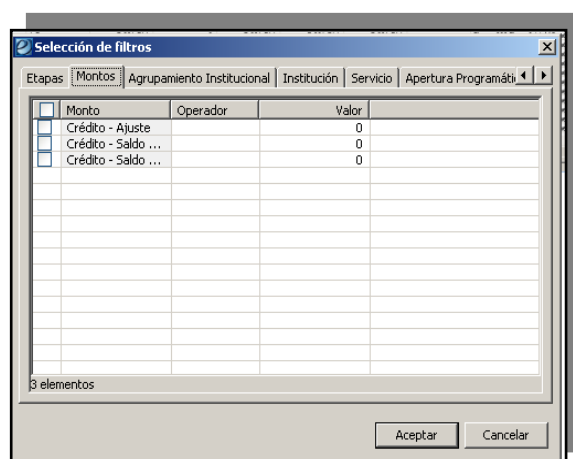 Selección de filtros
Etapas Montos Agrupamiento Institucional Institución Servicio Apertura Programáti
Monto Operador Valor
Crédito - Ajuste 0
Crédito - Saldo ... 0
Crédito - Saldo ... 0
3 elementos
Aceptar Cancelar